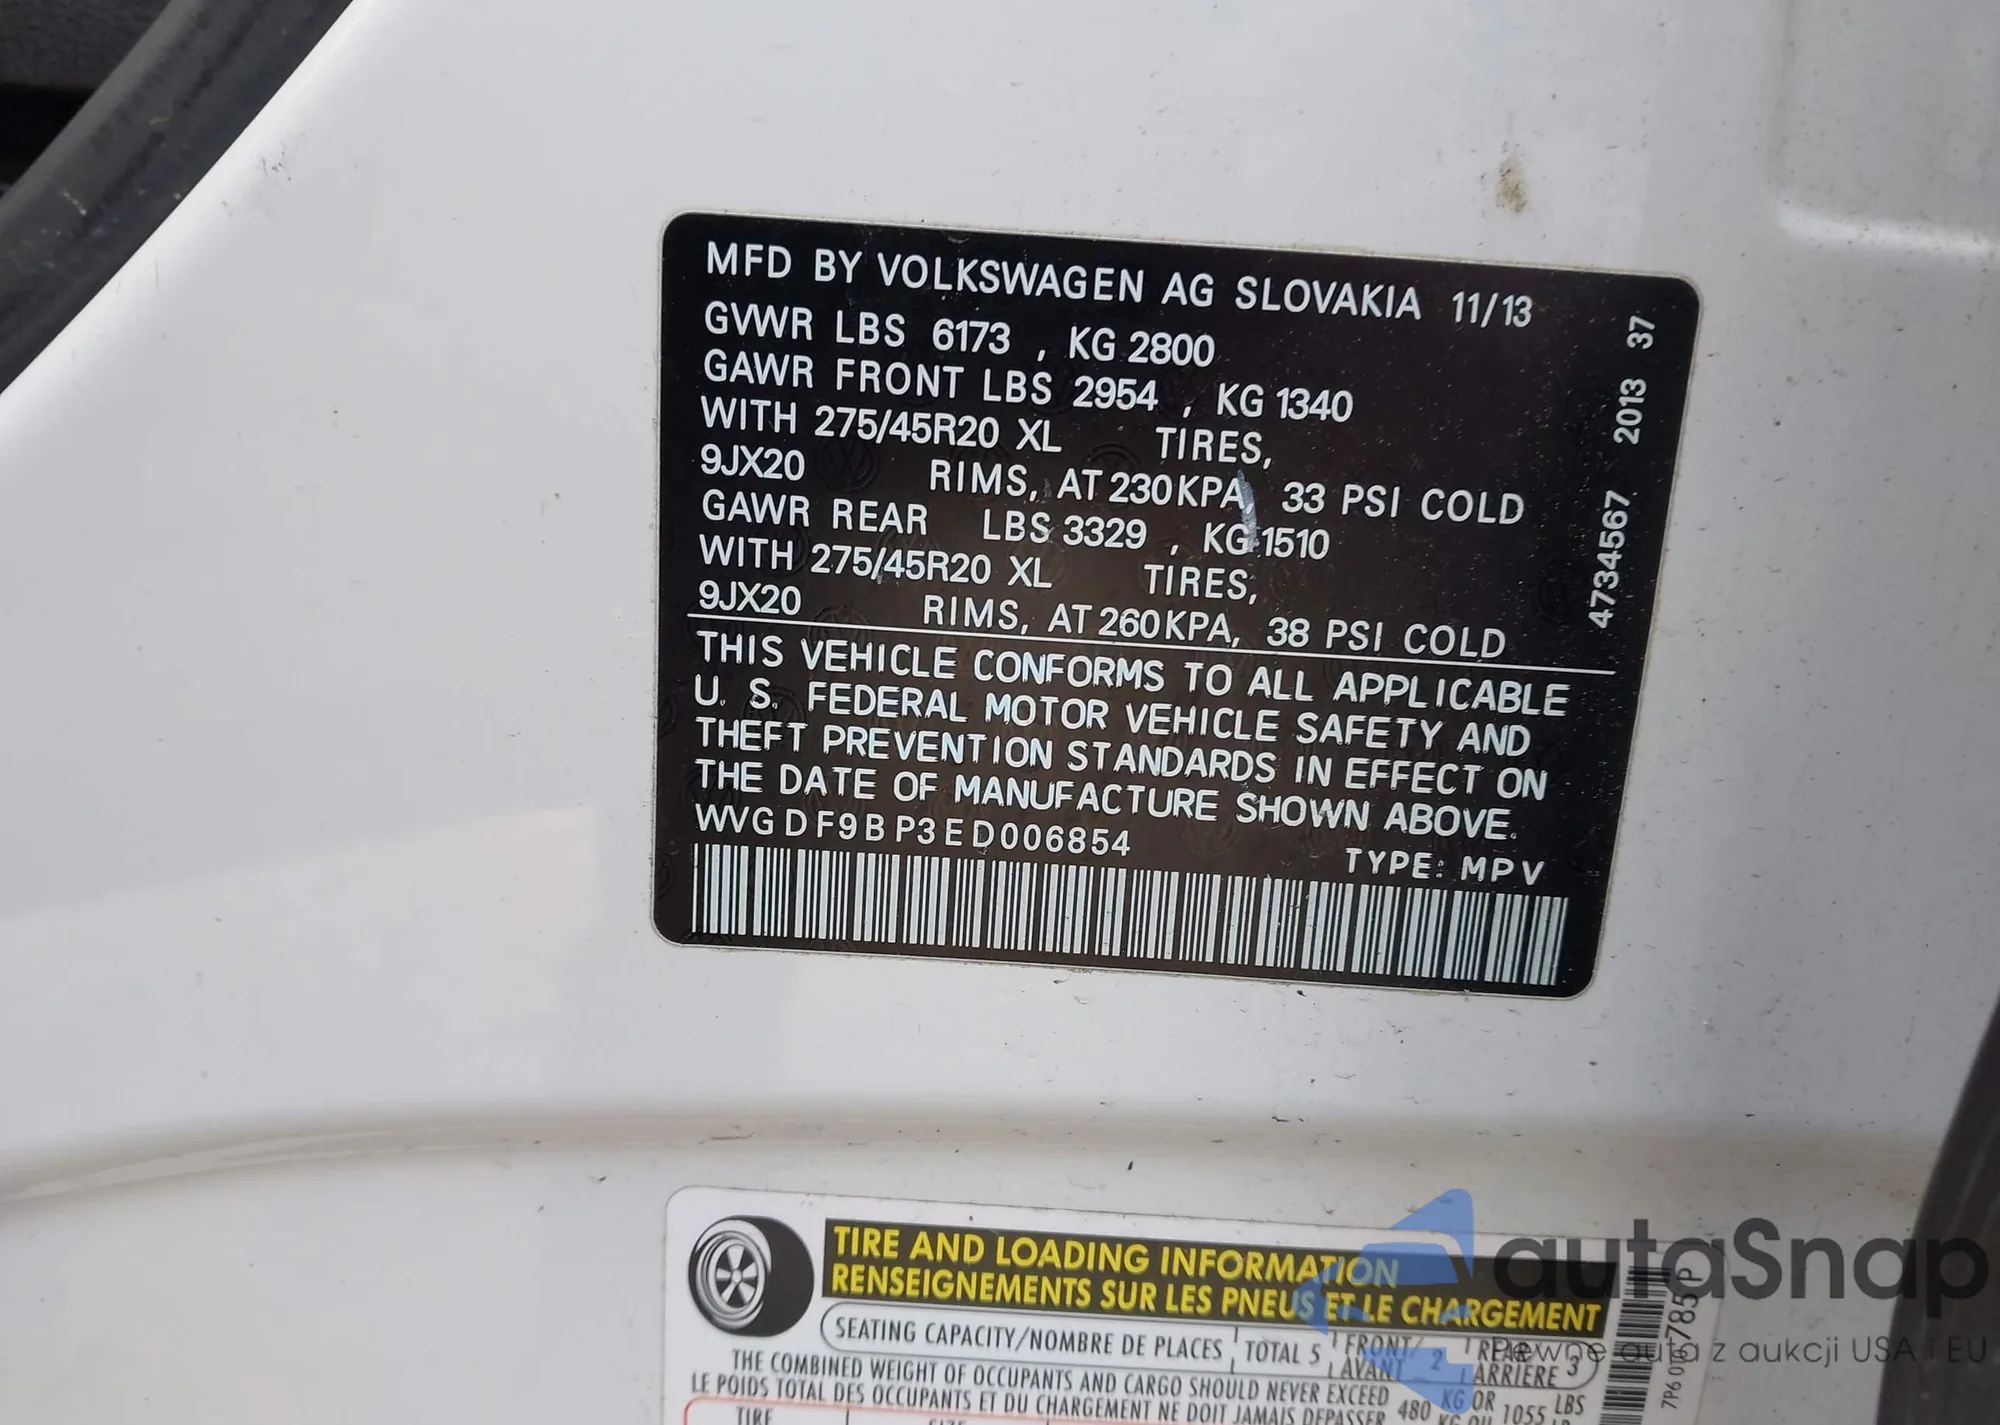 MFD BY VOLKSWAGEN AG SLOVAKIA 11/13
GVWR LBS 6173 , KG 2800
GAWR FRONT LBS 2954 , KG 1340
WITH 275/45R20 XL TIRES,
9JX20 RIMS, AT 230KPA, 33 PSI COLD
GAWR REAR LBS 3329 , KG 1510
WITH 275/45R20 XL TIRES,
9JX20 RIMS, AT 260KPA, 38 PSI COLD
THIS VEHICLE CONFORMS TO ALL APPLICABLE
U. S. FEDERAL MOTOR VEHICLE SAFETY AND
THEFT PREVENTION STANDARDS IN EFFECT ON
THE DATE OF MANUFACTURE SHOWN ABOVE.
WVGDF9BP3ED006854
TYPE: MPV
4734567 2013 37
TIRE AND LOADING INFORMATION
RENSEIGNEMENTS SUR LES PNEUS ET LE CHARGEMENT
SEATING CAPACITY/NOMBRE DE PLACES TOTAL 5 FRONT/AVANT 2 REAR ARRIÈRE 3
THE COMBINED WEIGHT OF OCCUPANTS AND CARGO SHOULD NEVER EXCEED
LE POIDS TOTAL DES OCCUPANTS ET DU CHARGEMENT NE DOIT JAMAIS DÉPASSER 480 KG OR 1055 LBS
TIRE
autaSnap
Pewne auta z aukcji USA i EU